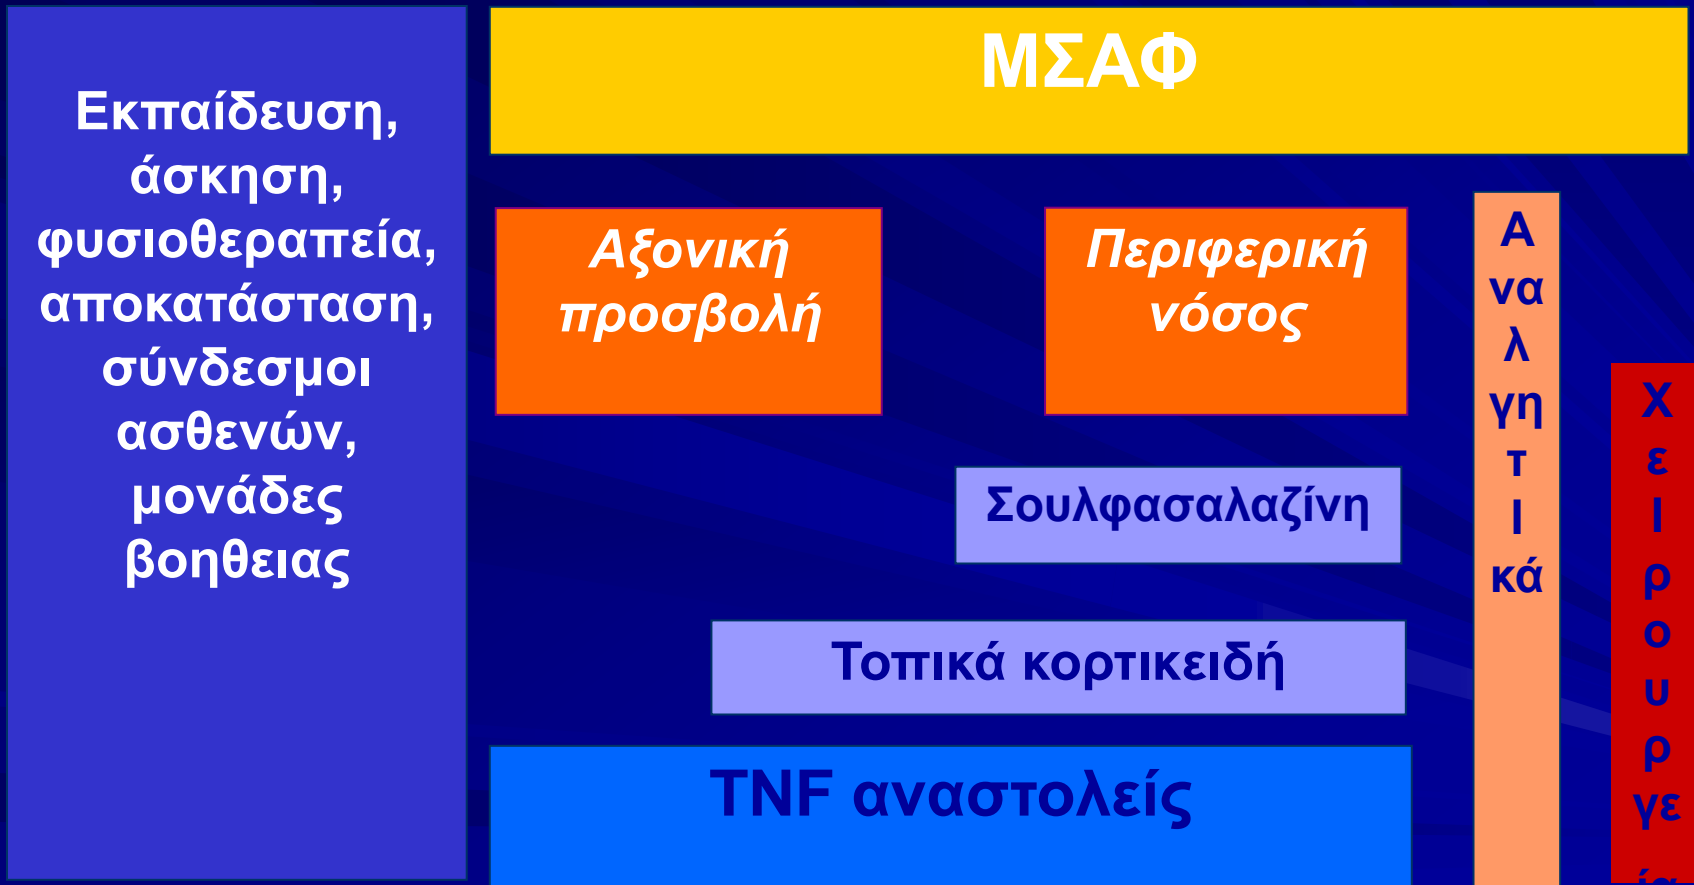 Εκπαίδευση,
άσκηση,
φυσιοθεραπεία,
αποκατάσταση,
σύνδεσμοι
ασθενών,
μονάδες
βοηθειας
ΜΣΑΦ
Αξονική
προσβολή
Περιφερική
νόσος
Σουλφασαλαζίνη
Τοπικά κορτικειδή
TNF αναστολείς
Α
να
λ
γη
τ
Ι
κά
Χ
ε
Ι
ρ
ο
υ
ρ
γε
ία